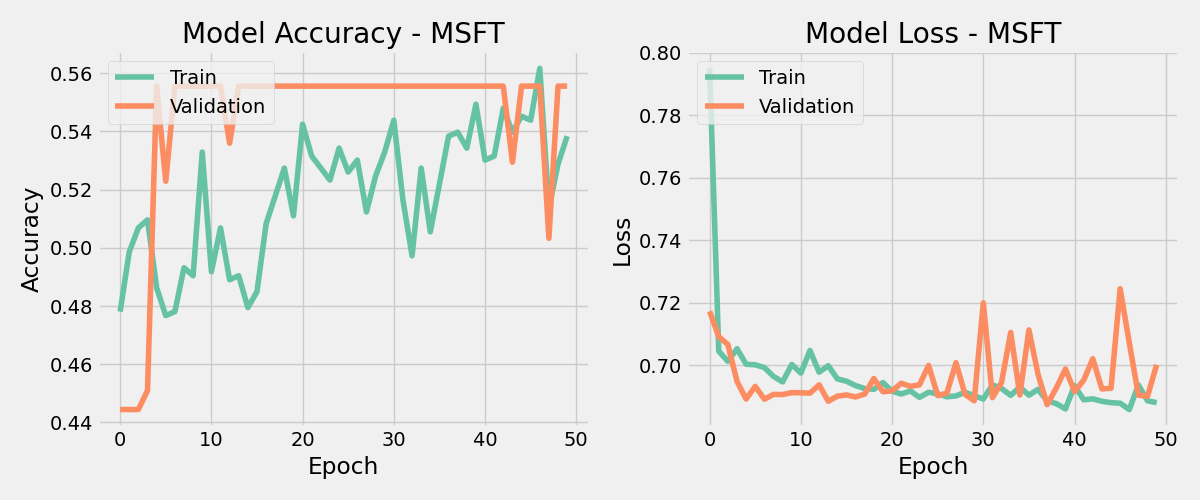 Model Accuracy - MSFT
Accuracy
0.56
0.54
0.52
0.50
0.48
0.46
0.44
Train
Validation
0
10
20
30
40
50
Epoch
Model Loss - MSFT
Loss
0.80
0.78
0.76
0.74
0.72
0.70
Train
Validation
0
10
20
30
40
50
Epoch